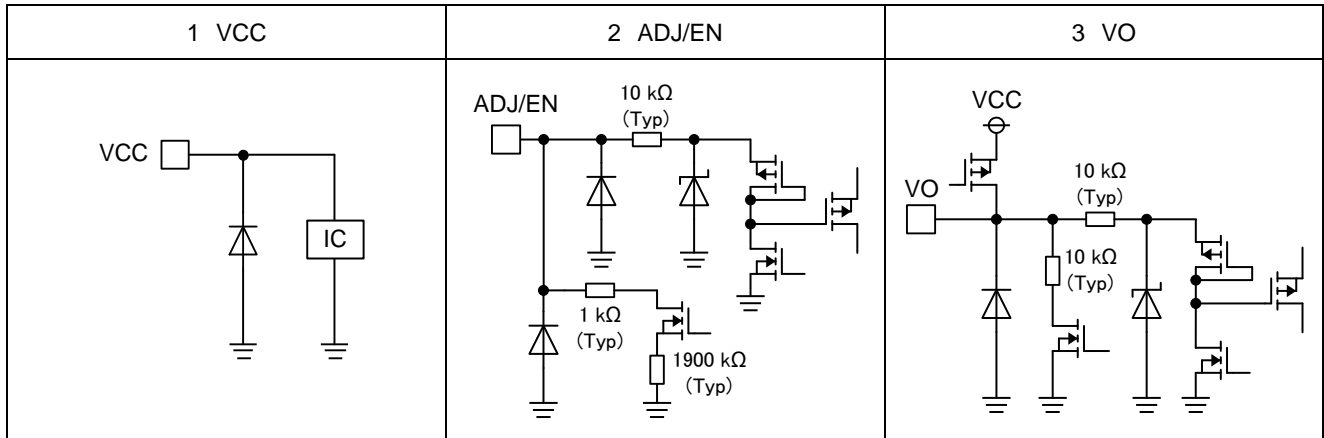 1 VCC
2 ADJ/EN
3 VO
VCC
IC
ADJ/EN
10 kΩ
(Typ)
1 kΩ
(Typ)
1900 kΩ
(Typ)
VCC
VO
10 kΩ
(Typ)
10 kΩ
(Typ)